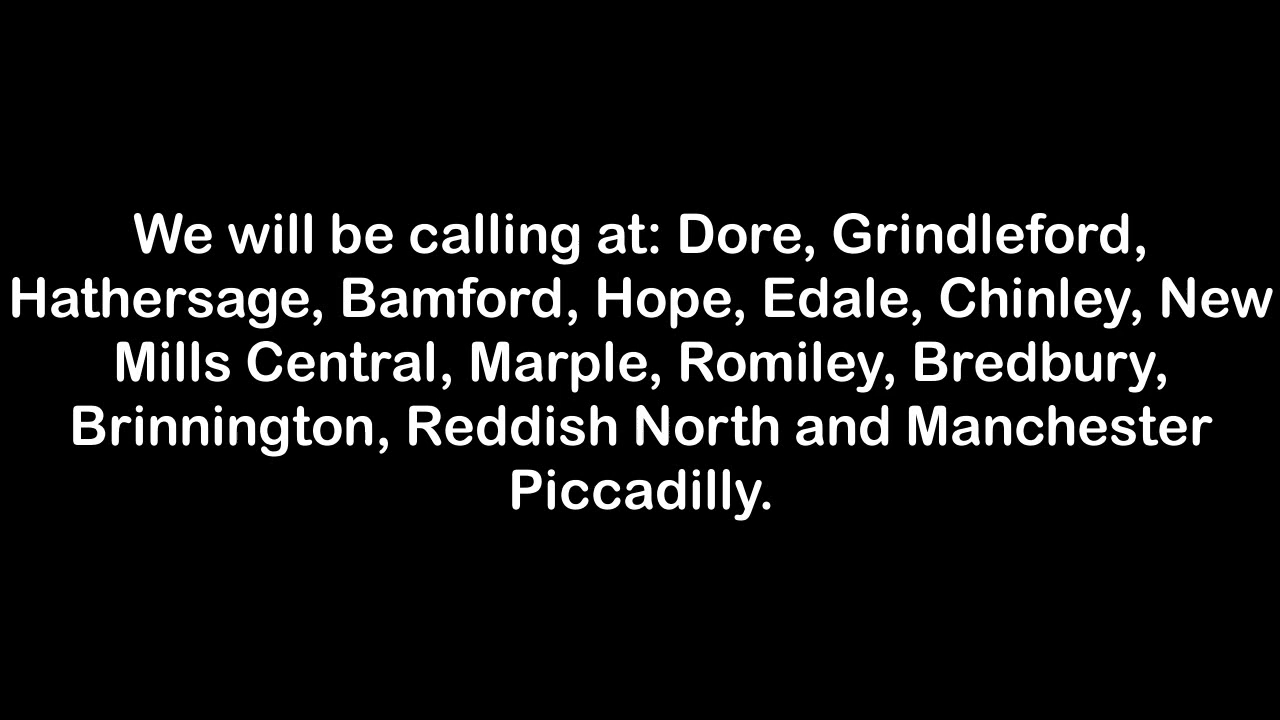 We will be calling at: Dore, Grindleford,
Hathersage, Bamford, Hope, Edale, Chinley, New
Mills Central, Marple, Romiley, Bredbury,
Brinnington, Reddish North and Manchester
Piccadilly.